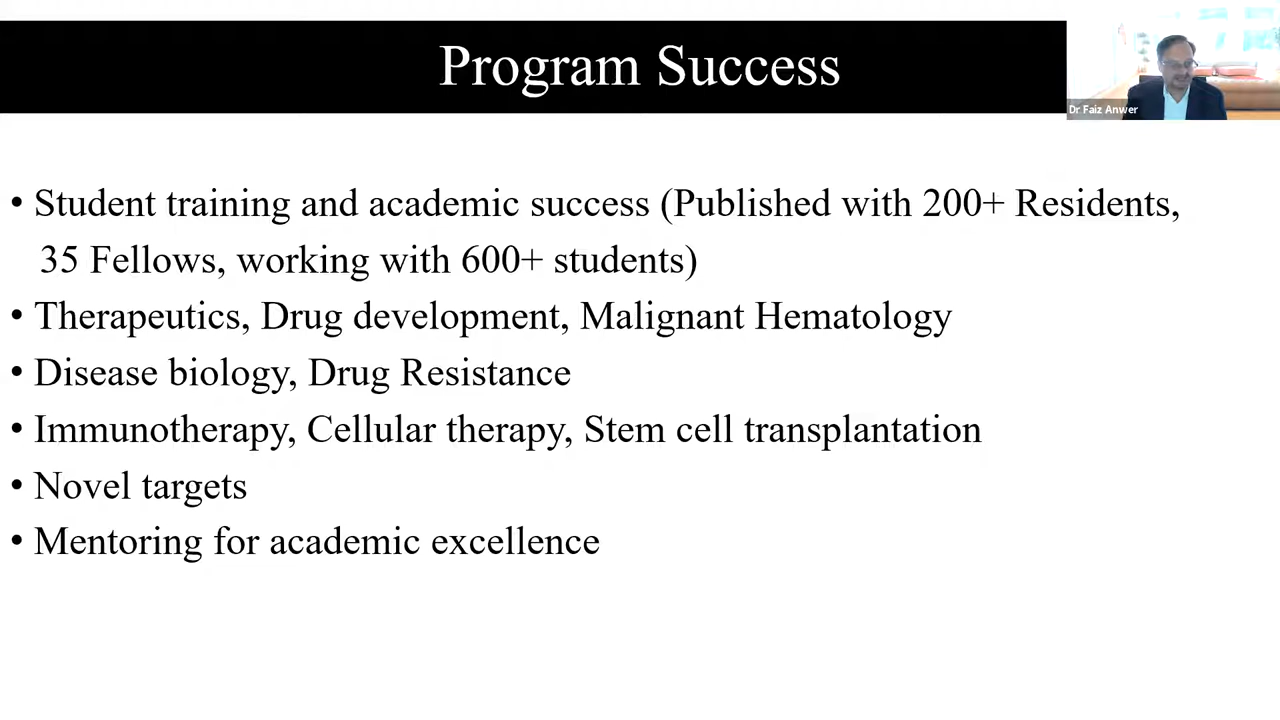 Program Success
Dr Faiz Anwer
• Student training and academic success (Published with 200+ Residents,
35 Fellows, working with 600+ students)
• Therapeutics, Drug development, Malignant Hematology
• Disease biology, Drug Resistance
• Immunotherapy, Cellular therapy, Stem cell transplantation
• Novel targets
• Mentoring for academic excellence